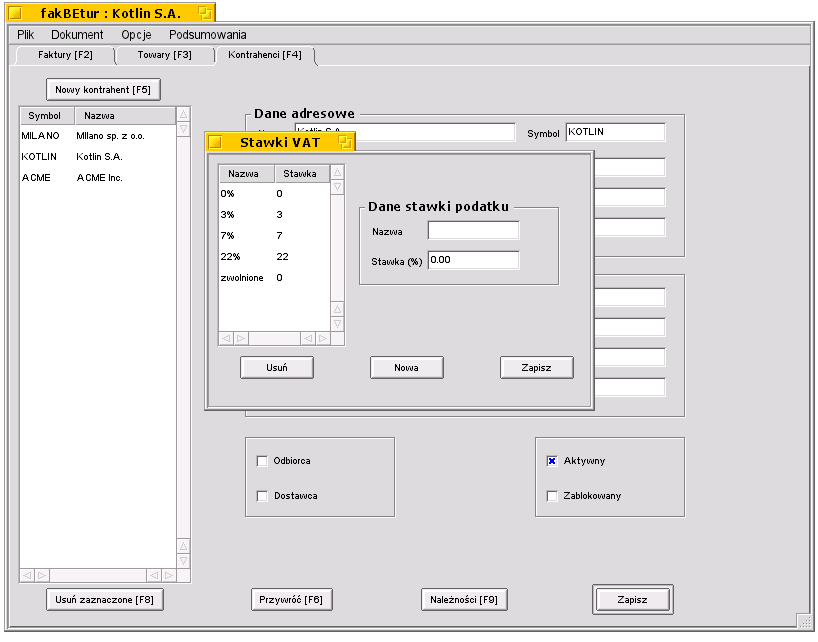 fakBEtur : Kotlin S.A.
Plik Dokument Opcje Podsumowania
Faktury [F2] Towary [F3] Kontrahenci [F4]
Nowy kontrahent [F5]
Symbol Nazwa
MILANO MIlano sp. z o.o.
KOTLIN Kotlin S.A.
ACME ACME Inc.
Dane adresowe
Kotlin S.A. Symbol KOTLIN
Stawki VAT
Nazwa Stawka
0% 0
3% 3
7% 7
22% 22
zwolnione 0
Dane stawki podatku
Nazwa
Stawka (%) 0.00
Usuń Nowa Zapisz
Odbiorca
Dostawca
Aktywny
Zablokowany
Usuń zaznaczone [F8] Przywróć [F6] Należności [F9] Zapisz